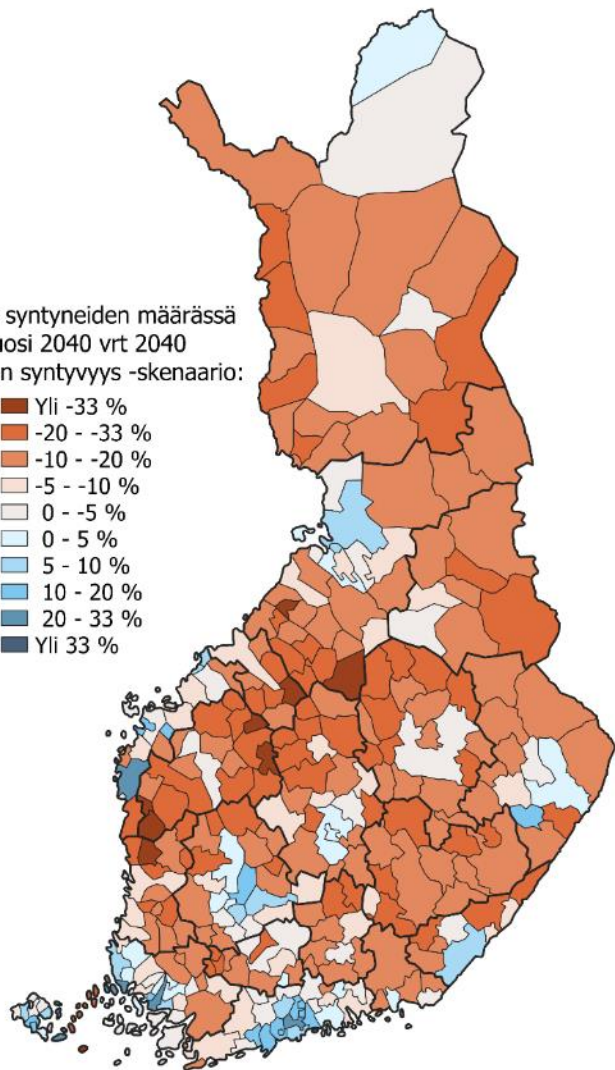 syntyneiden määrässä
uosi 2040 vrt 2040
n syntyvyys -skenaario:
Yli -33 %
-20 - -33 %
-10 - -20 %
-5 - -10 %
0 - -5 %
0 - 5 %
5 - 10 %
10 - 20 %
20 - 33 %
Yli 33 %